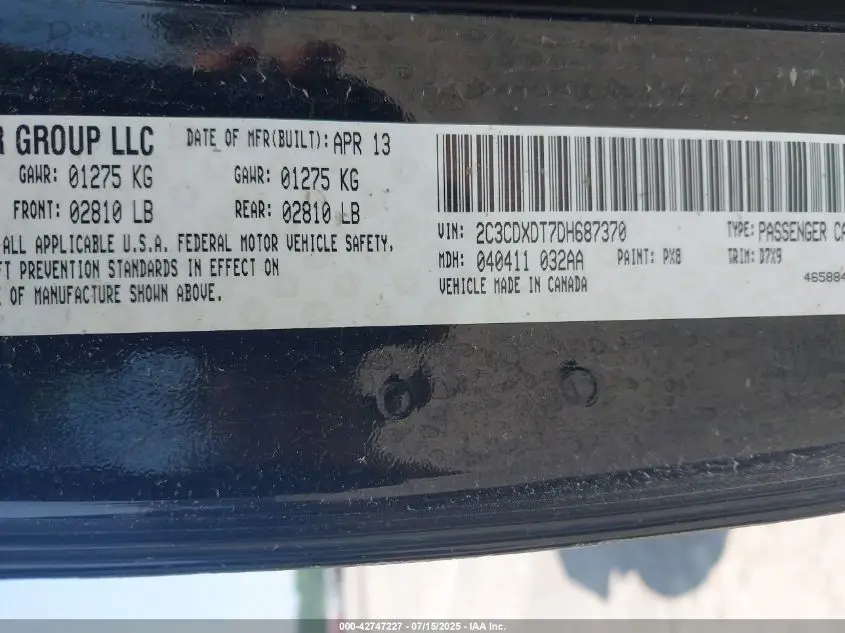 R GROUP LLC
DATE OF MFR(BUILT): APR 13
GAWR: 01275 KG
GAWR: 01275 KG
FRONT: 02810 LB
REAR: 02810 LB
ALL APPLICABLE U.S.A. FEDERAL MOTOR VEHICLE SAFETY,
FT PREVENTION STANDARDS IN EFFECT ON
OF MANUFACTURE SHOWN ABOVE.
VIN: 2C3CDXDT7DH687370
TYPE: PASSENGER CA
MDH: 040411 032AA
PAINT: PX8
TRIM: D7X9
VEHICLE MADE IN CANADA
46588
000-42747227 - 07/15/2025 - IAA Inc.